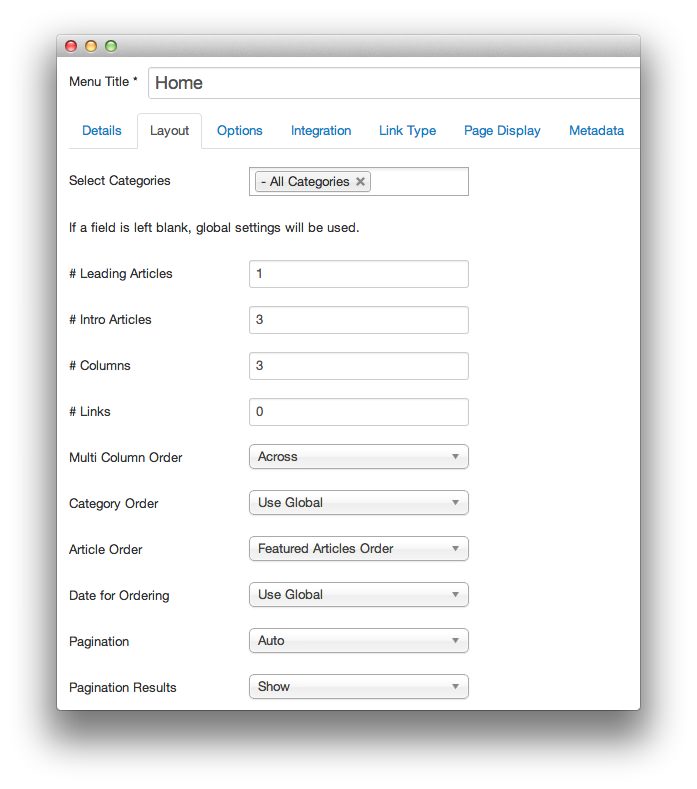 Menu Title * Home
Details Layout Options Integration Link Type Page Display Metadata
Select Categories - All Categories ×
If a field is left blank, global settings will be used.
# Leading Articles 1
# Intro Articles 3
# Columns 3
# Links 0
Multi Column Order Across
Category Order Use Global
Article Order Featured Articles Order
Date for Ordering Use Global
Pagination Auto
Pagination Results Show